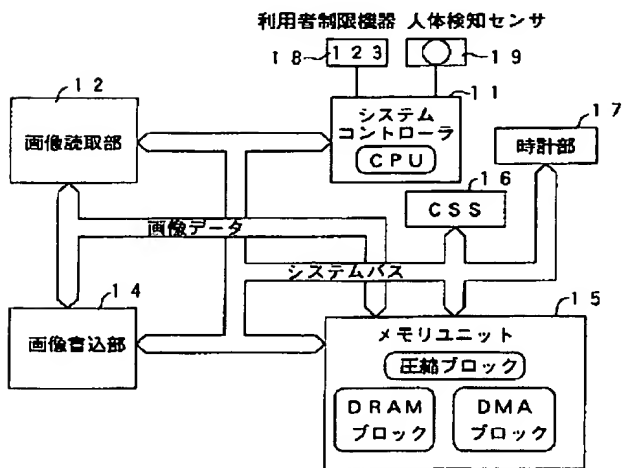 利用者制限機器 人体検知センサ
18
123
19
12
画像読取部
11
システム
コントローラ
CPU
17
時計部
16
CSS
画像データ
システムバス
14
画像書込部
15
メモリユニット
圧縮ブロック
DRAM
ブロック
DMA
ブロック